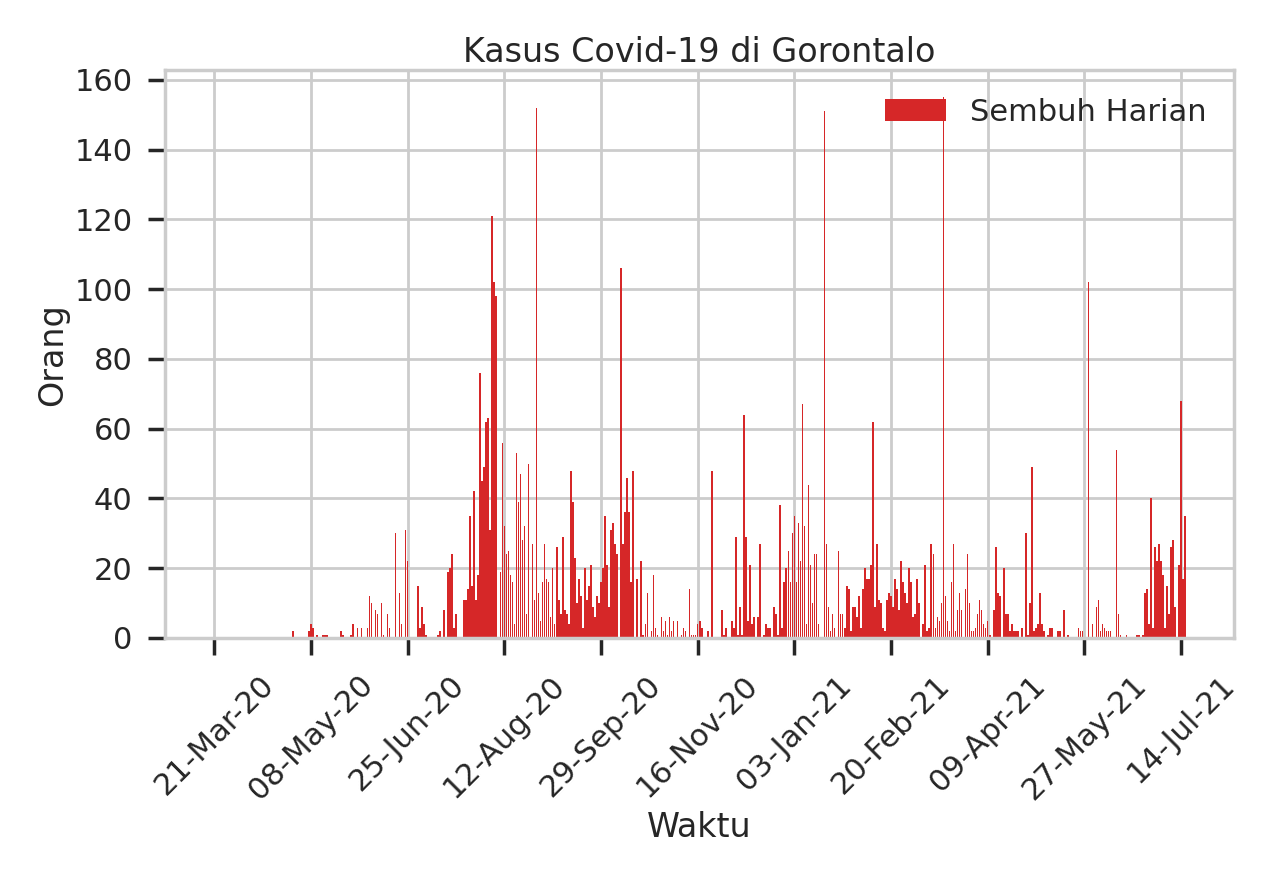 Kasus Covid-19 di Gorontalo
Sembuh Harian
Orang
160
140
120
100
80
60
40
20
0
21-Mar-20
08-May-20
25-Jun-20
12-Aug-20
29-Sep-20
16-Nov-20
03-Jan-21
20-Feb-21
09-Apr-21
27-May-21
14-Jul-21
Waktu